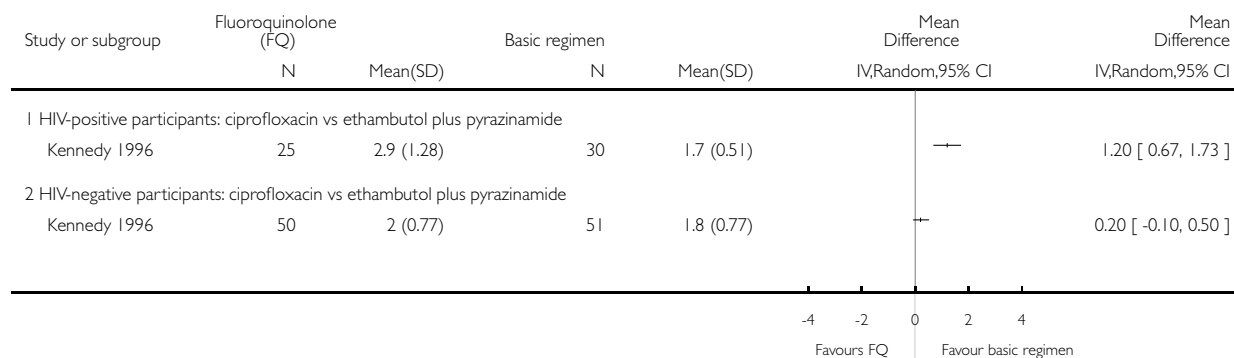 Study or subgroup Fluoroquinolone (FQ) Basic regimen Mean Difference Mean Difference
N Mean(SD) N Mean(SD) IV,Random,95% CI IV,Random,95% CI
1 HIV-positive participants: ciprofloxacin vs ethambutol plus pyrazinamide
Kennedy 1996 25 2.9 (1.28) 30 1.7 (0.51) 1.20 [ 0.67, 1.73 ]
2 HIV-negative participants: ciprofloxacin vs ethambutol plus pyrazinamide
Kennedy 1996 50 2 (0.77) 51 1.8 (0.77) 0.20 [ -0.10, 0.50 ]
-4 -2 0 2 4
Favours FQ Favour basic regimen